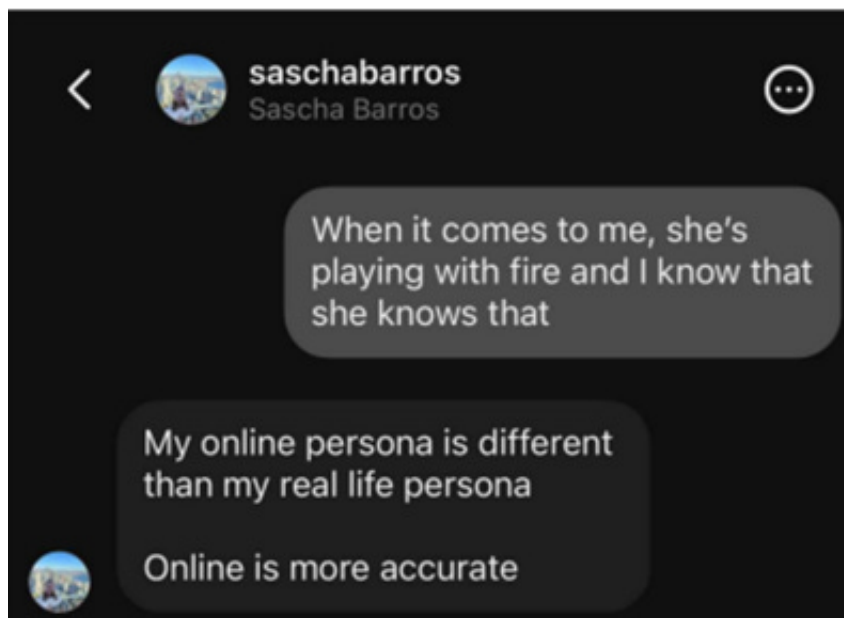 saschabarros
Sascha Barros
When it comes to me, she's
playing with fire and I know that
she knows that
My online persona is different
than my real life persona
Online is more accurate